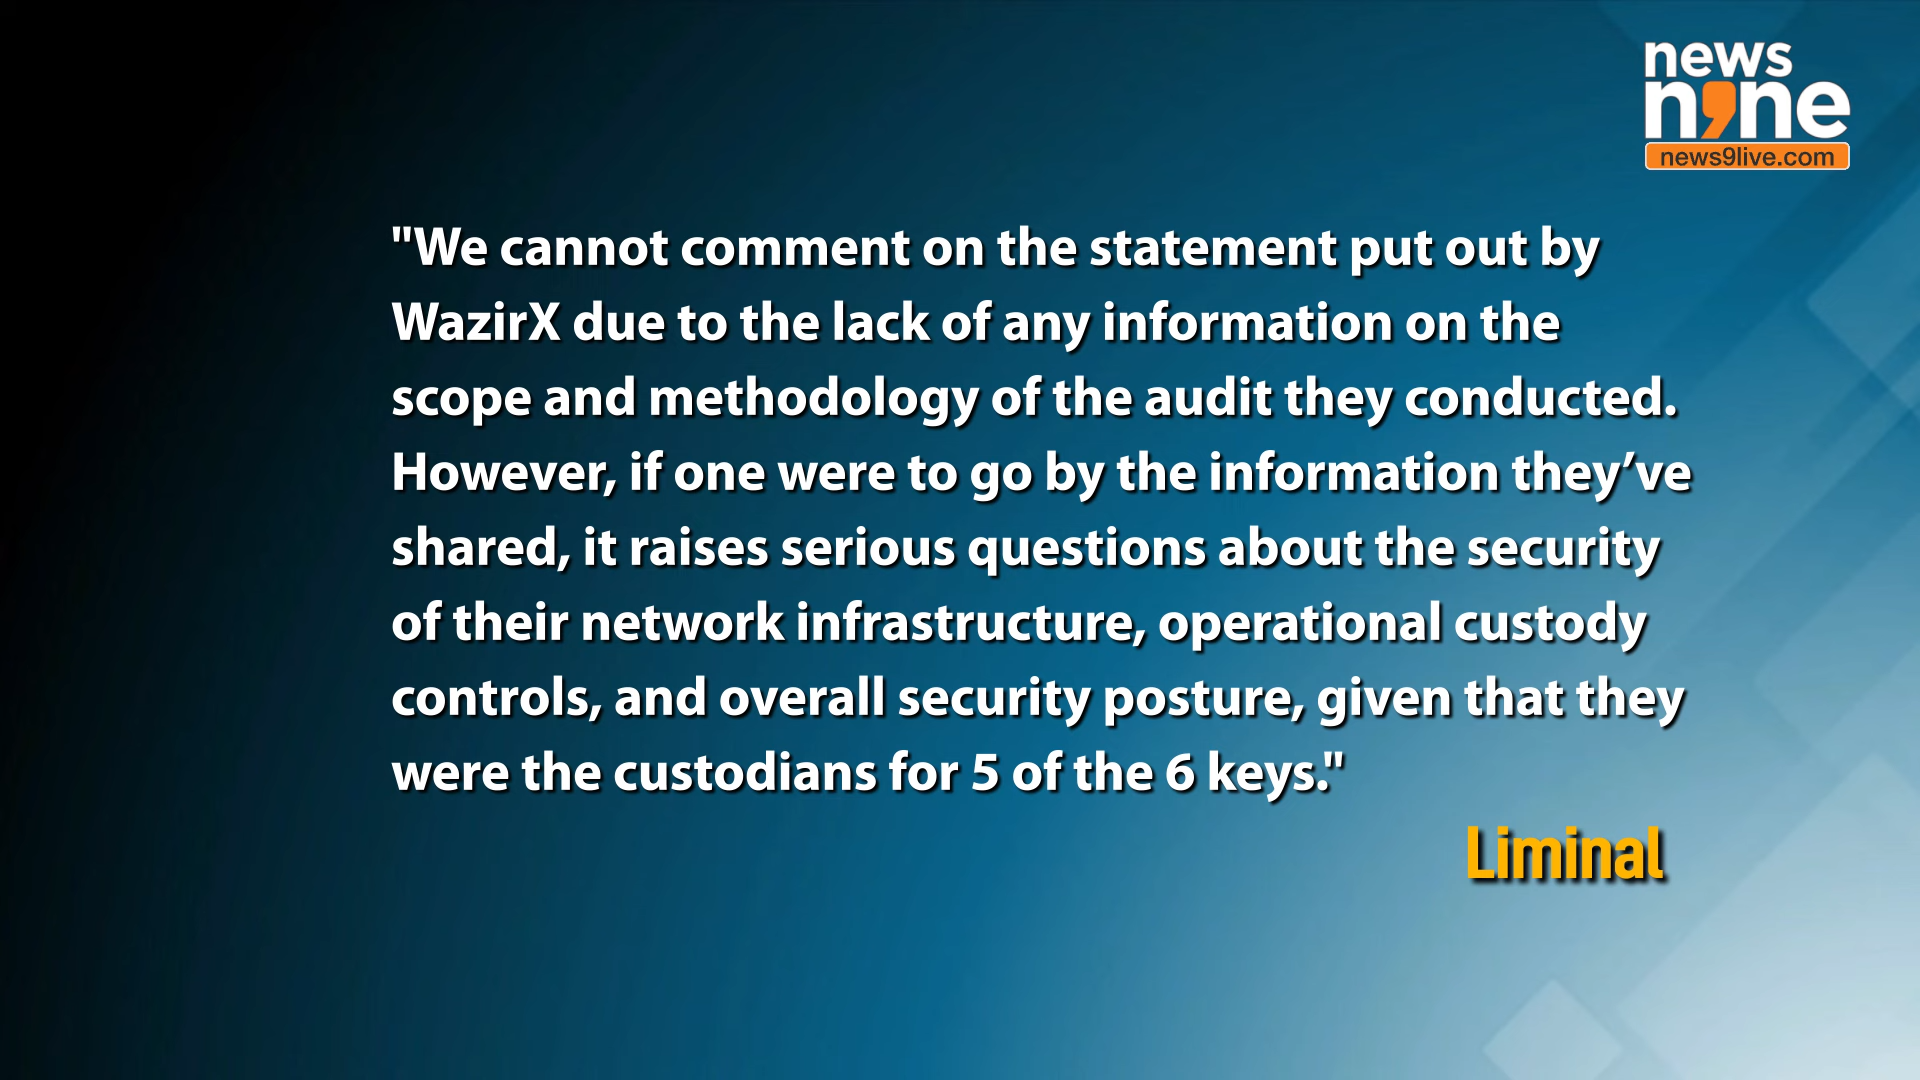 news
nine
news9live.com
"We cannot comment on the statement put out by
WazirX due to the lack of any information on the
scope and methodology of the audit they conducted.
However, if one were to go by the information they’ve
shared, it raises serious questions about the security
of their network infrastructure, operational custody
controls, and overall security posture, given that they
were the custodians for 5 of the 6 keys."
Liminal